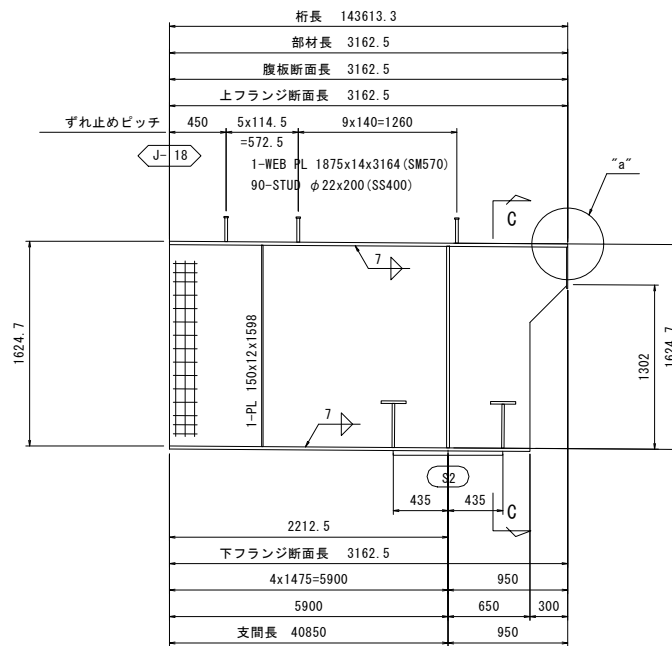 桁長 143613.3
部材長 3162.5
腹板断面長 3162.5
上フランジ断面長 3162.5
ずれ止めピッチ 450 5x114.5 9x140=1260
=572.5
J- 18
1-WEB PL 1875x14x3164(SM570)
90-STUD φ22x200(SS400)
"a"
C
7
1624.7
1-PL 150x12x1598
1302
1624.7
7
S2
435 435
C
2212.5
下フランジ断面長 3162.5
4x1475=5900 950
5900 650 300
支間長 40850 950